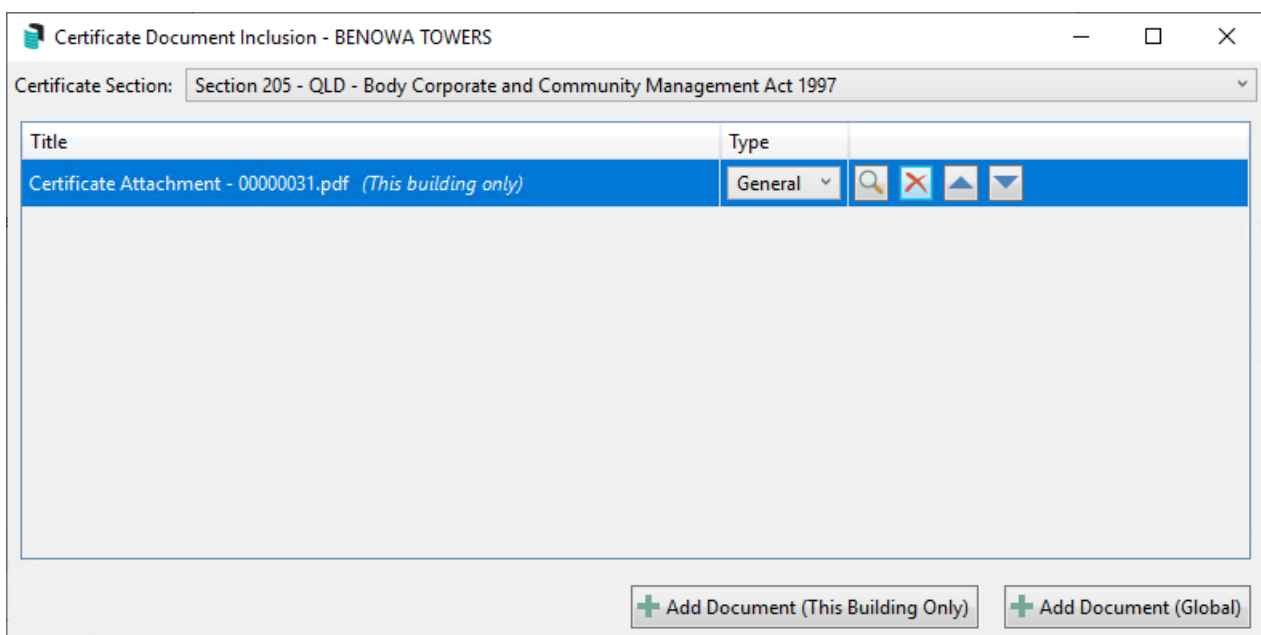 Certificate Document Inclusion - BENOWA TOWERS
Certificate Section: Section 205 - QLD - Body Corporate and Community Management Act 1997
Title Type
Certificate Attachment - 00000031.pdf (This building only) General
Add Document (This Building Only) Add Document (Global)